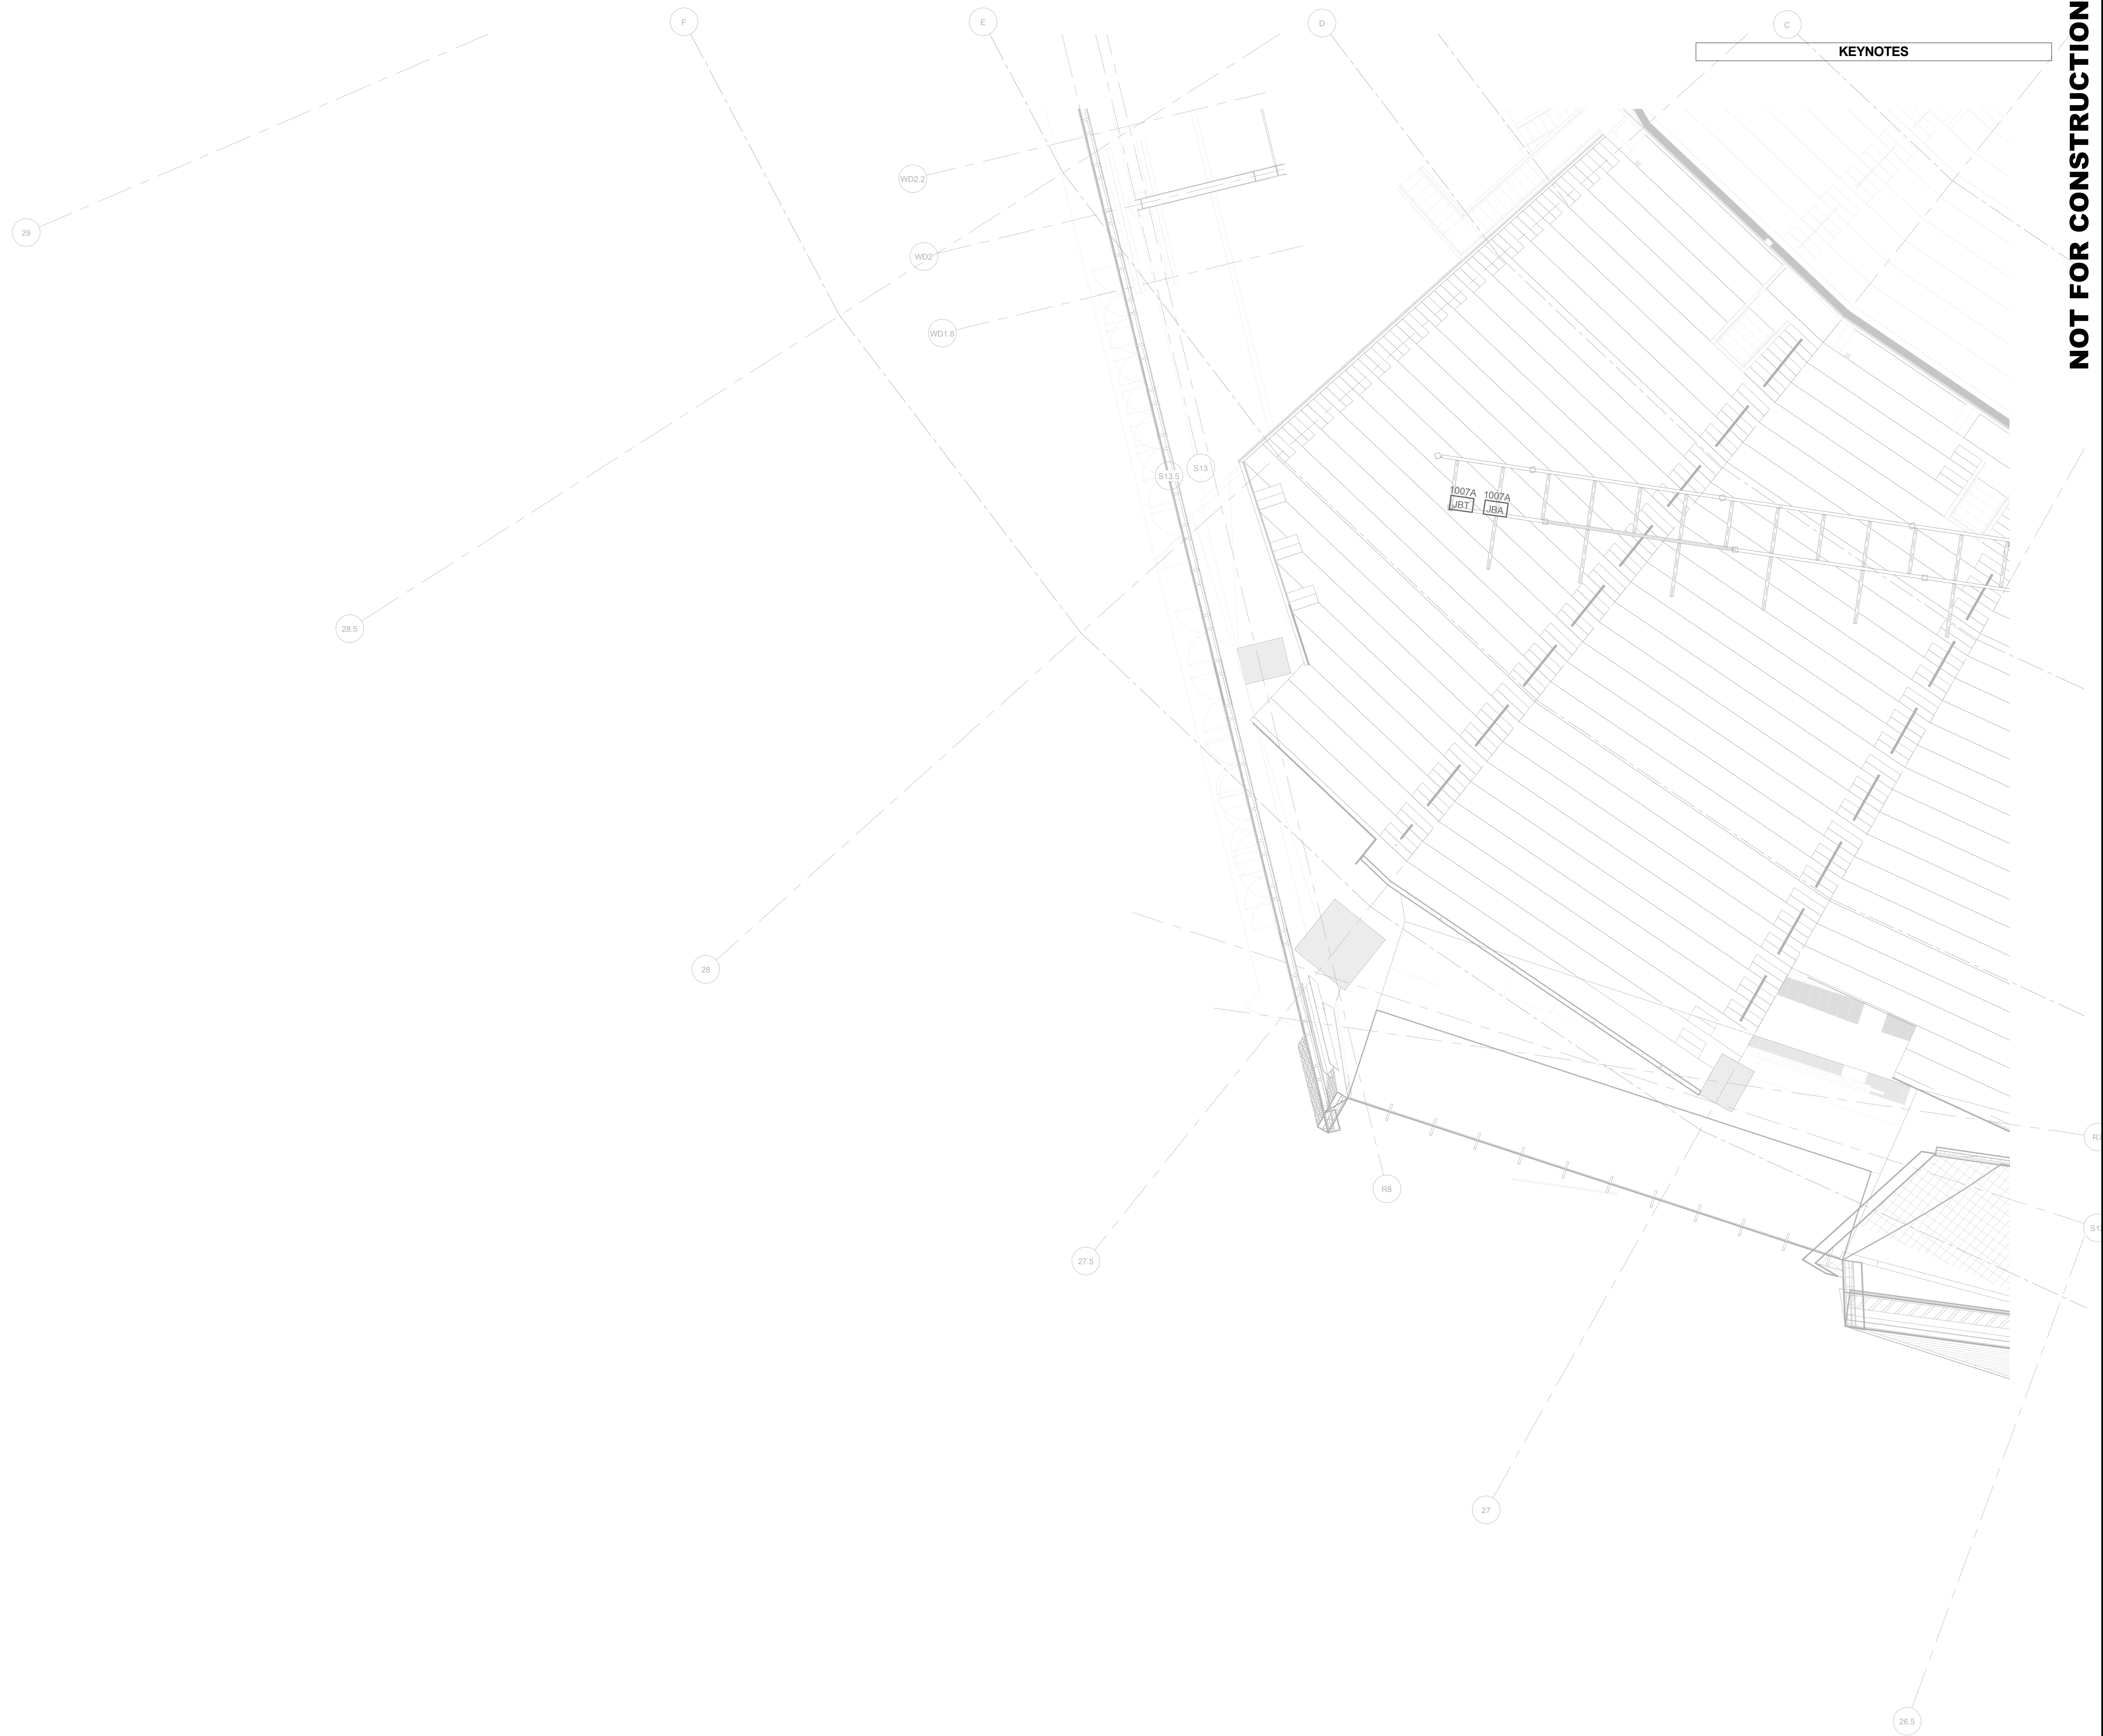 F
E
D
C
KEYNOTES
NOT FOR CONSTRUCTION
WD2.2
29
WD2
WD1.8
S13
S13.5
1007A
1007A
JBT
JBA
28.5
28
R8
27.5
27
26.5